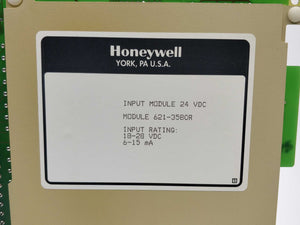 Honeywell
YORK, PA U.S.A.
INPUT MODULE 24 VDC
MODULE 621-3580R
INPUT RATING:
18-28 VDC
6-15 mA